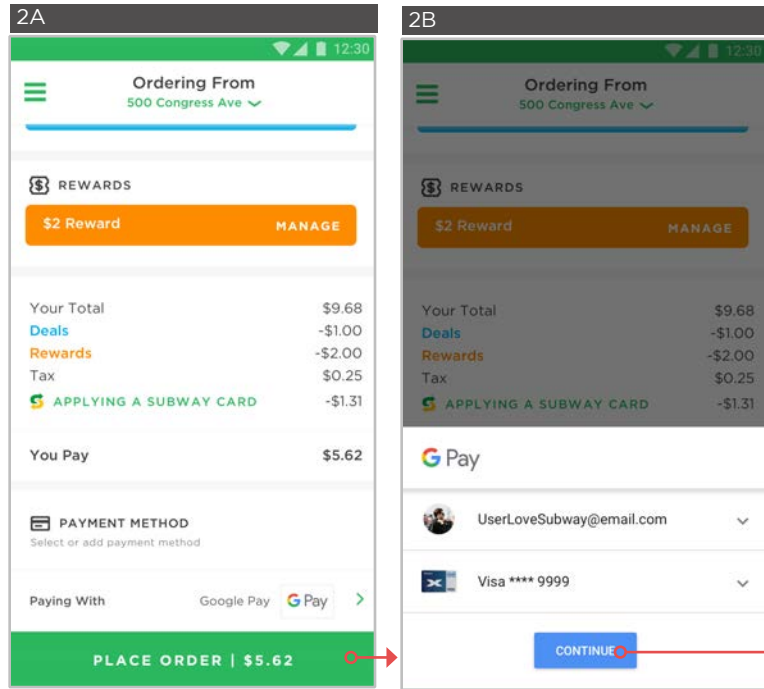 2A
12:30
Ordering From
500 Congress Ave
REWARDS
$2 Reward MANAGE
Your Total $9.68
Deals -$1.00
Rewards -$2.00
Tax $0.25
APPLYING A SUBWAY CARD -$1.31
You Pay $5.62
PAYMENT METHOD
Select or add payment method
Paying With Google Pay G Pay
PLACE ORDER | $5.62
2B
12:30
Ordering From
500 Congress Ave
REWARDS
$2 Reward MANAGE
Your Total $9.68
Deals -$1.00
Rewards -$2.00
Tax $0.25
APPLYING A SUBWAY CARD -$1.31
G Pay
UserLoveSubway@email.com
Visa **** 9999
CONTINUE